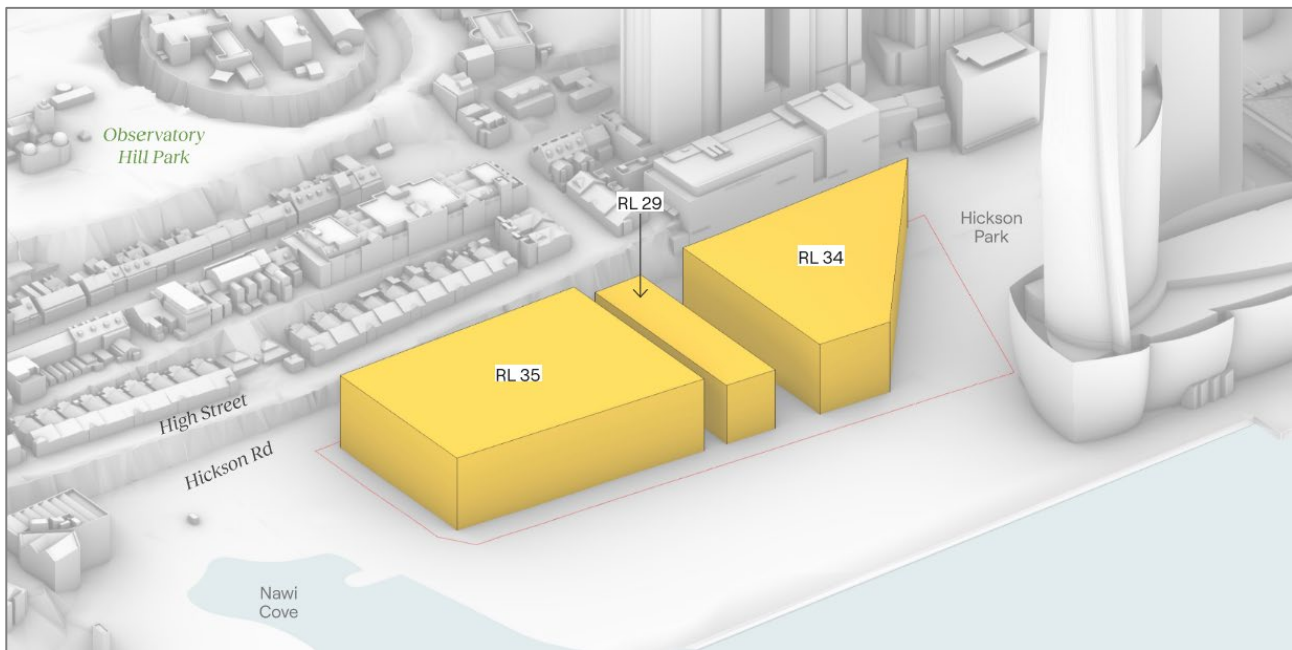 Observatory
Hill Park
RL 29
Hickson
Park
RL 34
RL 35
High Street
Hickson Rd
Nawi
Cove